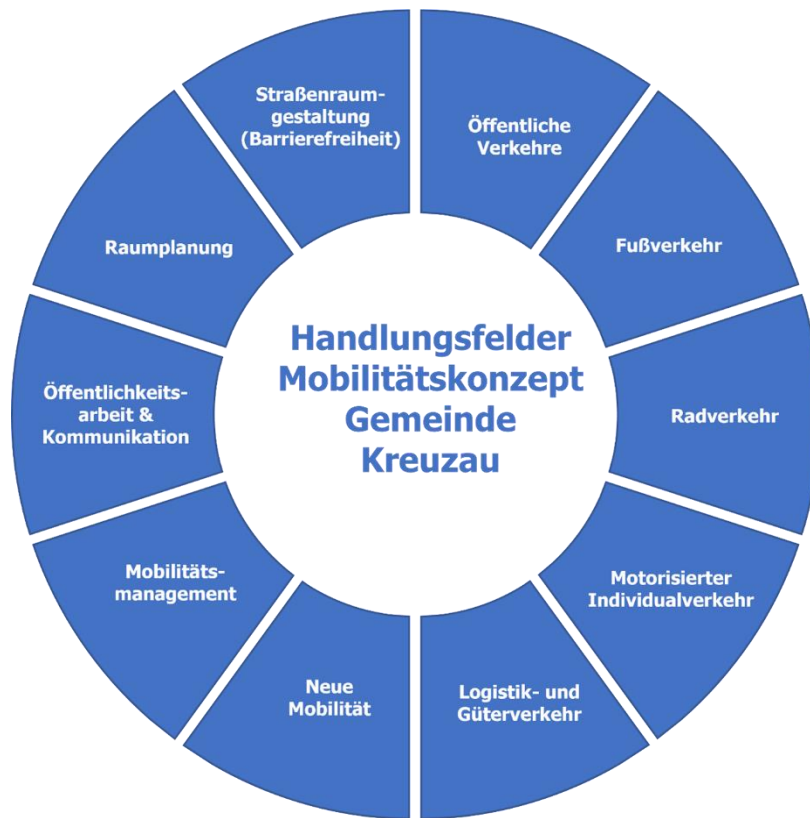 Straßenraum-
gestaltung
(Barrierefreiheit)
Öffentliche
Verkehre
Fußverkehr
Radverkehr
Motorisierter
Individualverkehr
Logistik- und
Güterverkehr
Neue
Mobilität
Mobilitäts-
management
Öffentlichkeits-
arbeit &
Kommunikation
Raumplanung
Handlungsfelder
Mobilitätskonzept
Gemeinde
Kreuzau